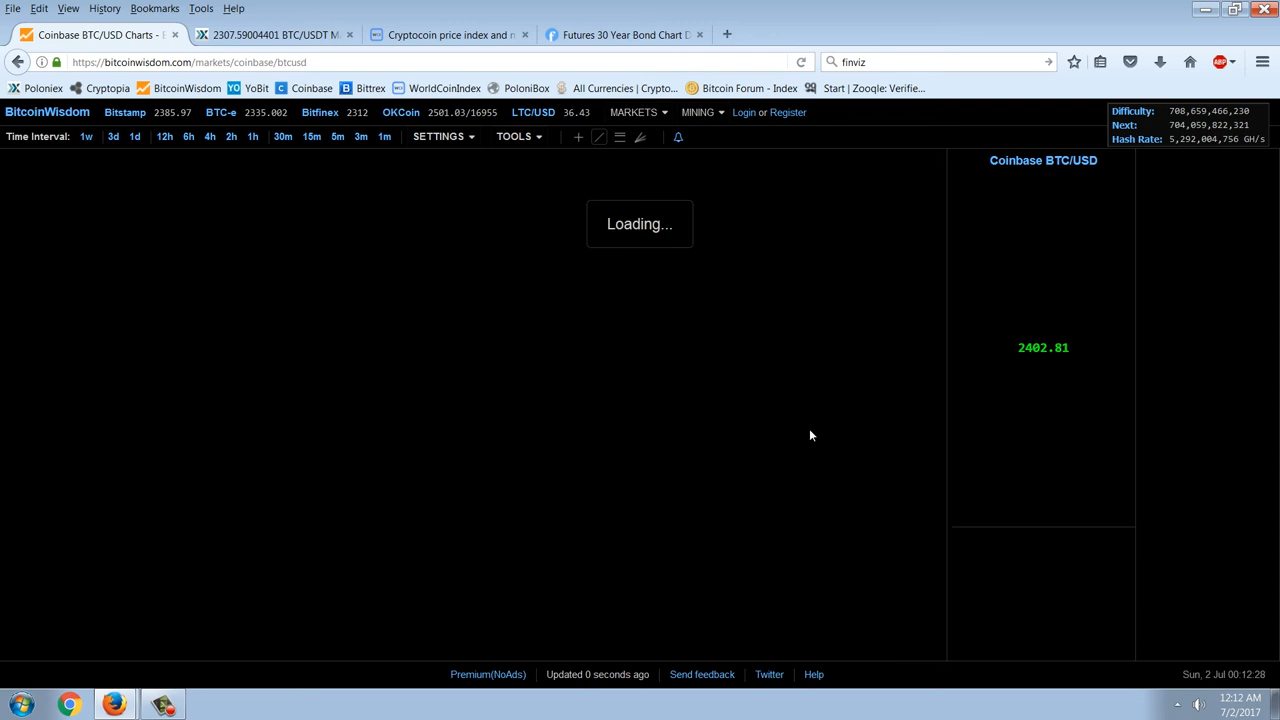 File Edit View History Bookmarks Tools Help
Coinbase BTC/USD Charts - 2307.59004401 BTC/USDT M Cryptocoin price index and Futures 30 Year Bond Chart D
https://bitcoinwisdom.com/markets/coinbase/btcusd finviz ABP
Poloniex Cryptopia BitcoinWisdom YO YoBit Coinbase Bittrex WorldCoinIndex PoloniBox All Currencies | Crypto... Bitcoin Forum - Index Start | Zooqle: Verifie...
BitcoinWisdom Bitstamp 2385.97 BTC-e 2335.002 Bitfinex 2312 OKCoin 2501.03/16955 LTC/USD 36.43 MARKETS MINING Login or Register
Difficulty: 708,659,466,230
Next: 704,059,822,321
Hash Rate: 5,292,004,756 GH/s
Time Interval: 1w 3d 1d 12h 6h 4h 2h 1h 30m 15m 5m 3m 1m SETTINGS TOOLS
Coinbase BTC/USD
Loading...
2402.81
Premium(NoAds) Updated 0 seconds ago Send feedback Twitter Help Sun, 2 Jul 00:12:28
12:12 AM
7/2/2017